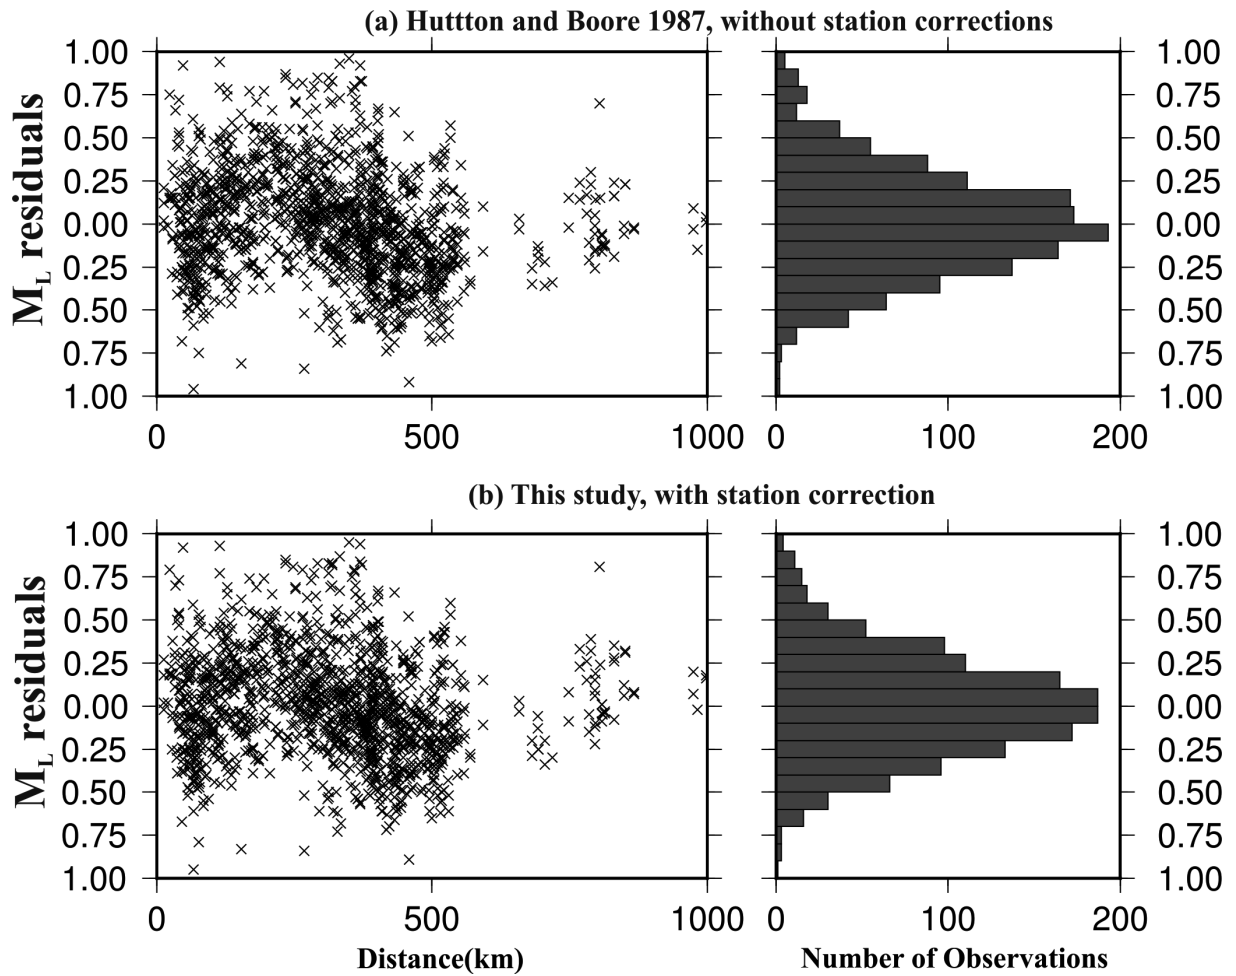 (a) Huttton and Boore 1987, without station corrections
1.00 1.00
0.75 0.75
0.50 0.50
0.25 0.25
0.00 0.00
0.25 0.25
0.50 0.50
0.75 0.75
1.00 1.00
ML residuals
0 500 1000 0 100 200
(b) This study, with station correction
1.00 1.00
0.75 0.75
0.50 0.50
0.25 0.25
0.00 0.00
0.25 0.25
0.50 0.50
0.75 0.75
1.00 1.00
ML residuals
0 500 1000 0 100 200
Distance(km) Number of Observations